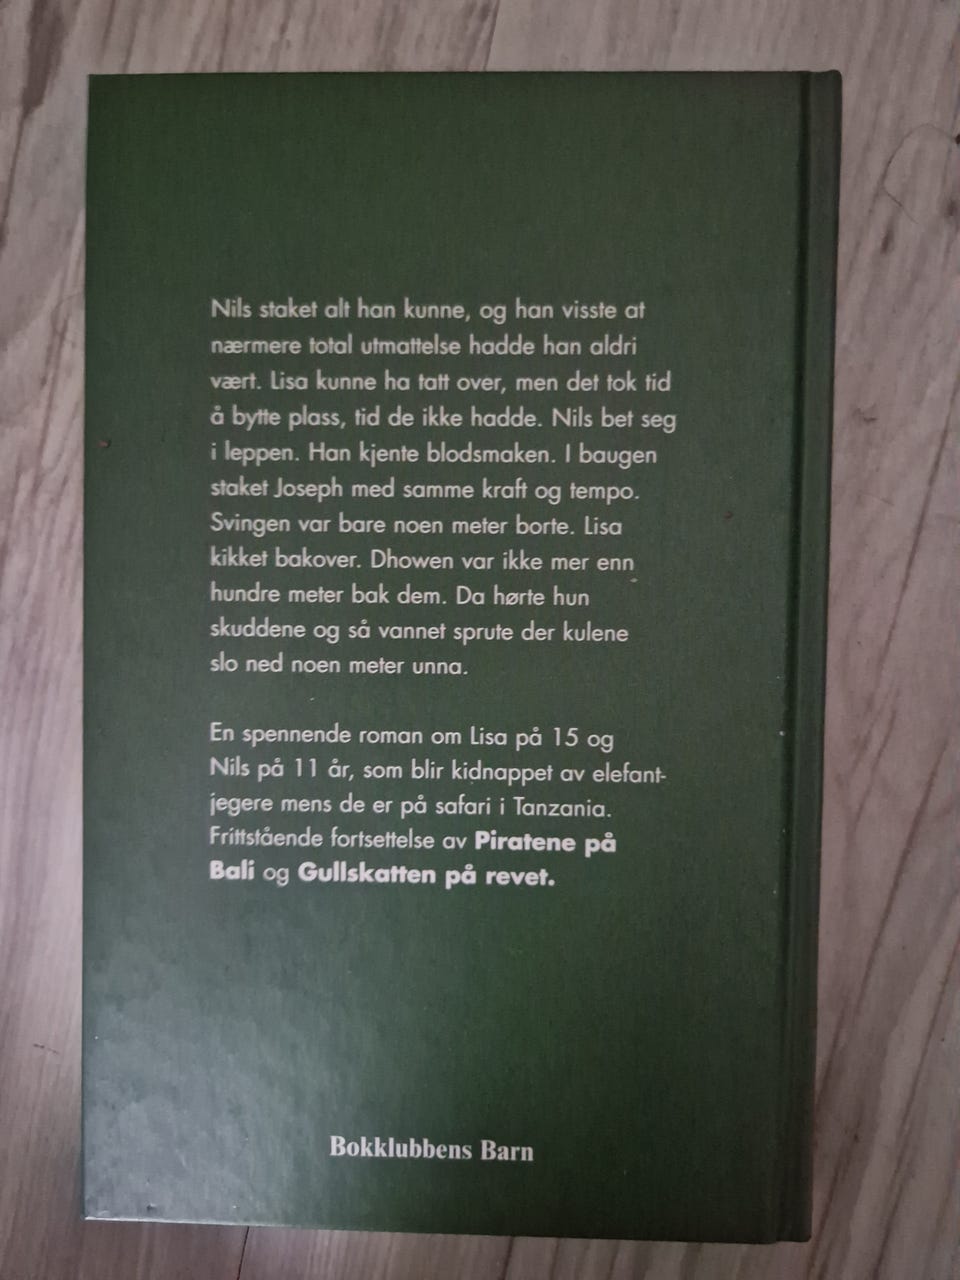 Nils staket alt han kunne, og han visste at
nærmere total utmattelse hadde han aldri
vært. Lisa kunne ha tatt over, men det tok tid
å bytte plass, tid de ikke hadde. Nils bet seg
i leppen. Han kjente blodsmaken. I baugen
staket Joseph med samme kraft og tempo.
Svingen var bare noen meter borte. Lisa
kikket bakover. Dhowen var ikke mer enn
hundre meter bak dem. Da hørte hun
skuddene og så vannet sprute der kulene
slo ned noen meter unna.
En spennende roman om Lisa på 15 og
Nils på 11 år, som blir kidnappet av elefant-
jegere mens de er på safari i Tanzania.
Frittstående fortsettelse av Piratene på
Bali og Gullskatten på revet.
Bokklubbens Barn